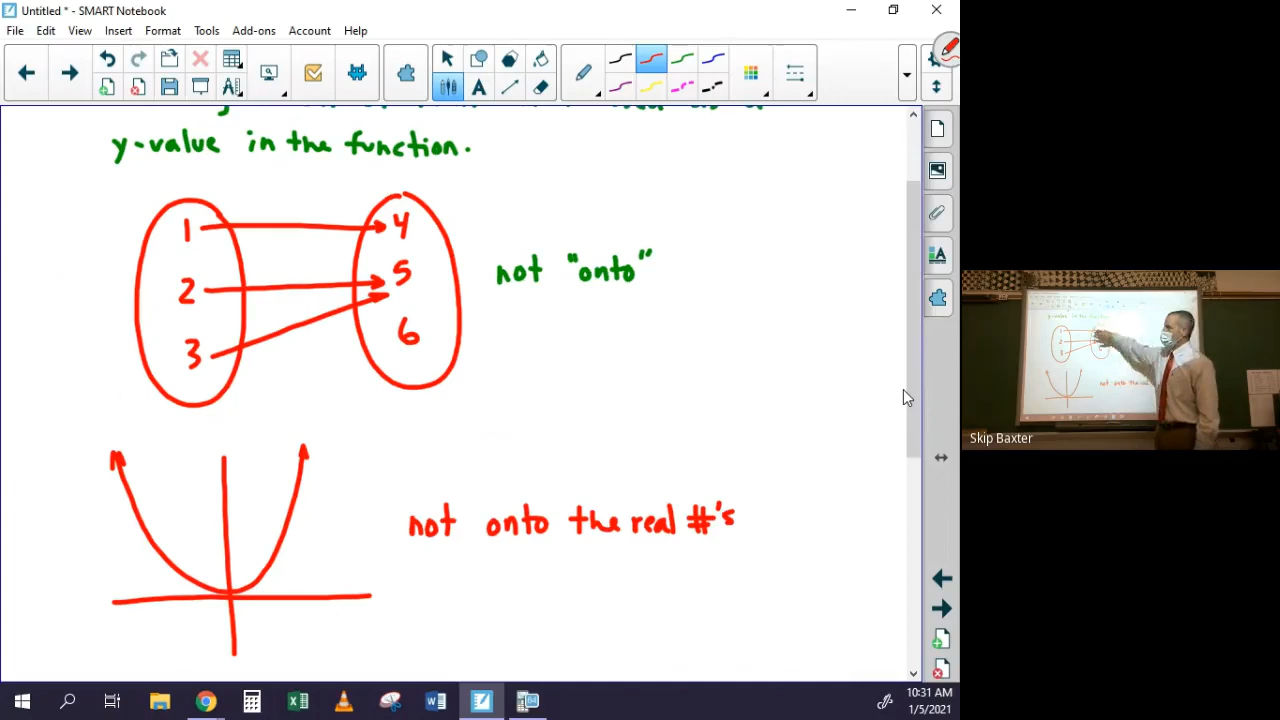 Untitled * - SMART Notebook
File Edit View Insert Format Tools Add-ons Account Help
y-value in the function.
1 4
2 5
3 6
not "onto"
not onto the real #'s
Skip Baxter
10:31 AM
1/5/2021